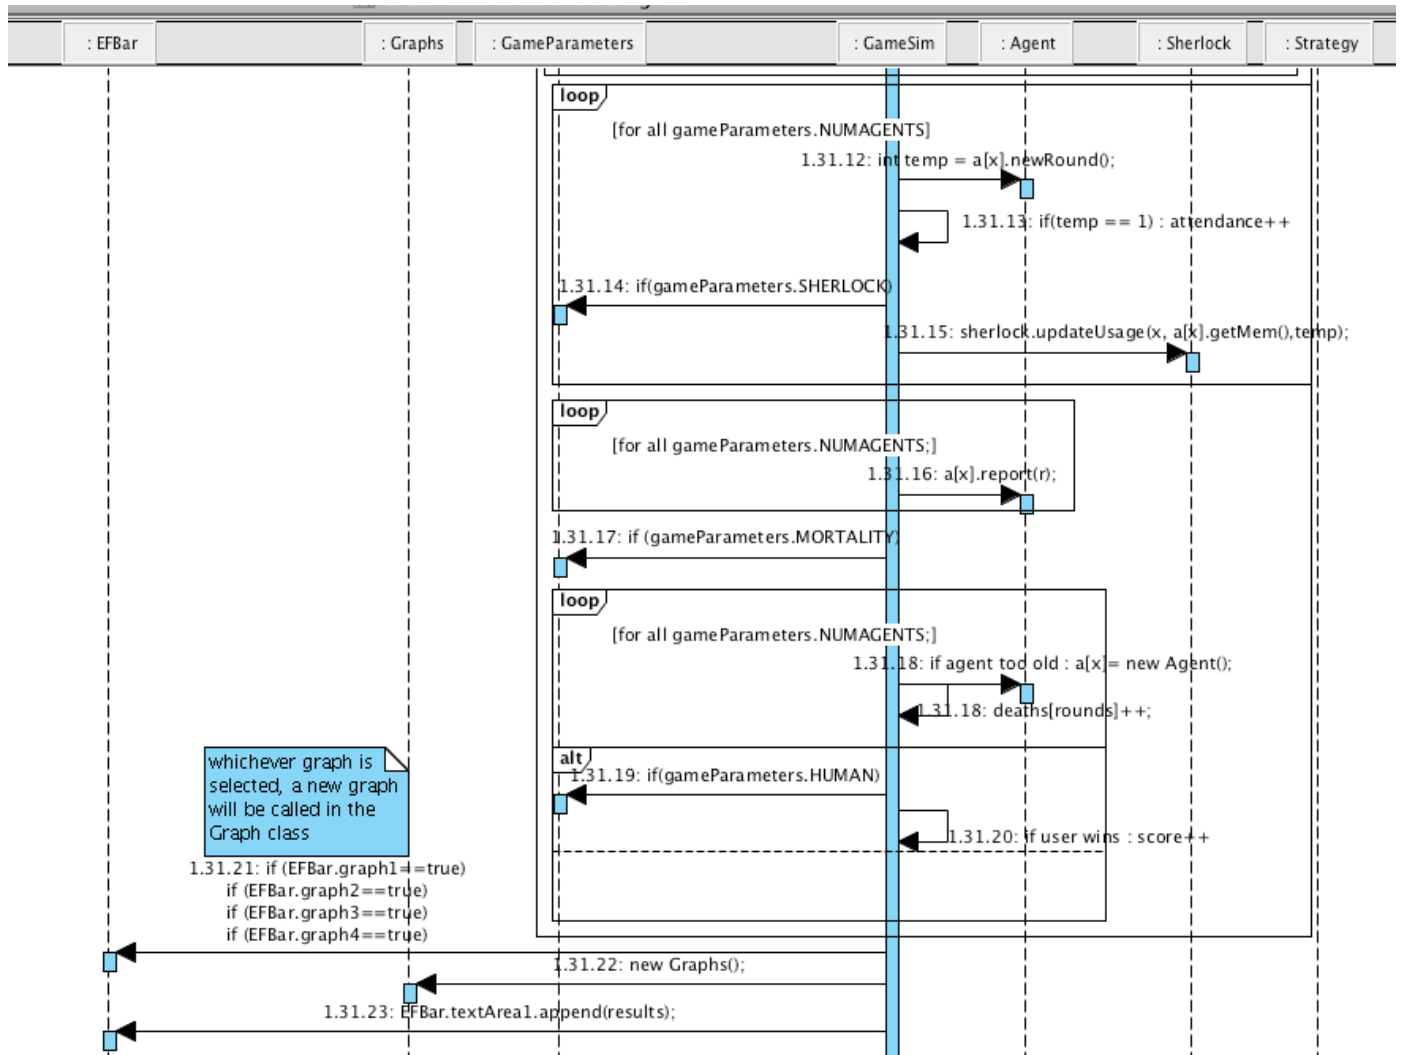 : EFBar
: Graphs
: GameParameters
: GameSim
: Agent
: Sherlock
: Strategy
loop
[for all gameParameters.NUMAGENTS]
1.31.12: int temp = a[x].newRound();
1.31.13: if(temp == 1) : attendance++
1.31.14: if(gameParameters.SHERLOCK)
1.31.15: sherlock.updateUsage(x, a[x].getMem(),temp);
loop
[for all gameParameters.NUMAGENTS;]
1.31.16: a[x].report(r);
1.31.17: if (gameParameters.MORTALITY)
loop
[for all gameParameters.NUMAGENTS;]
1.31.18: if agent too old : a[x]= new Agent();
1.31.18: deaths[rounds]++;
alt
1.31.19: if(gameParameters.HUMAN)
1.31.20: if user wins : score++
whichever graph is
selected, a new graph
will be called in the
Graph class
1.31.21: if (EFBar.graph1==true)
if (EFBar.graph2==true)
if (EFBar.graph3==true)
if (EFBar.graph4==true)
1.31.22: new Graphs();
1.31.23: EFBar.textArea1.append(results);